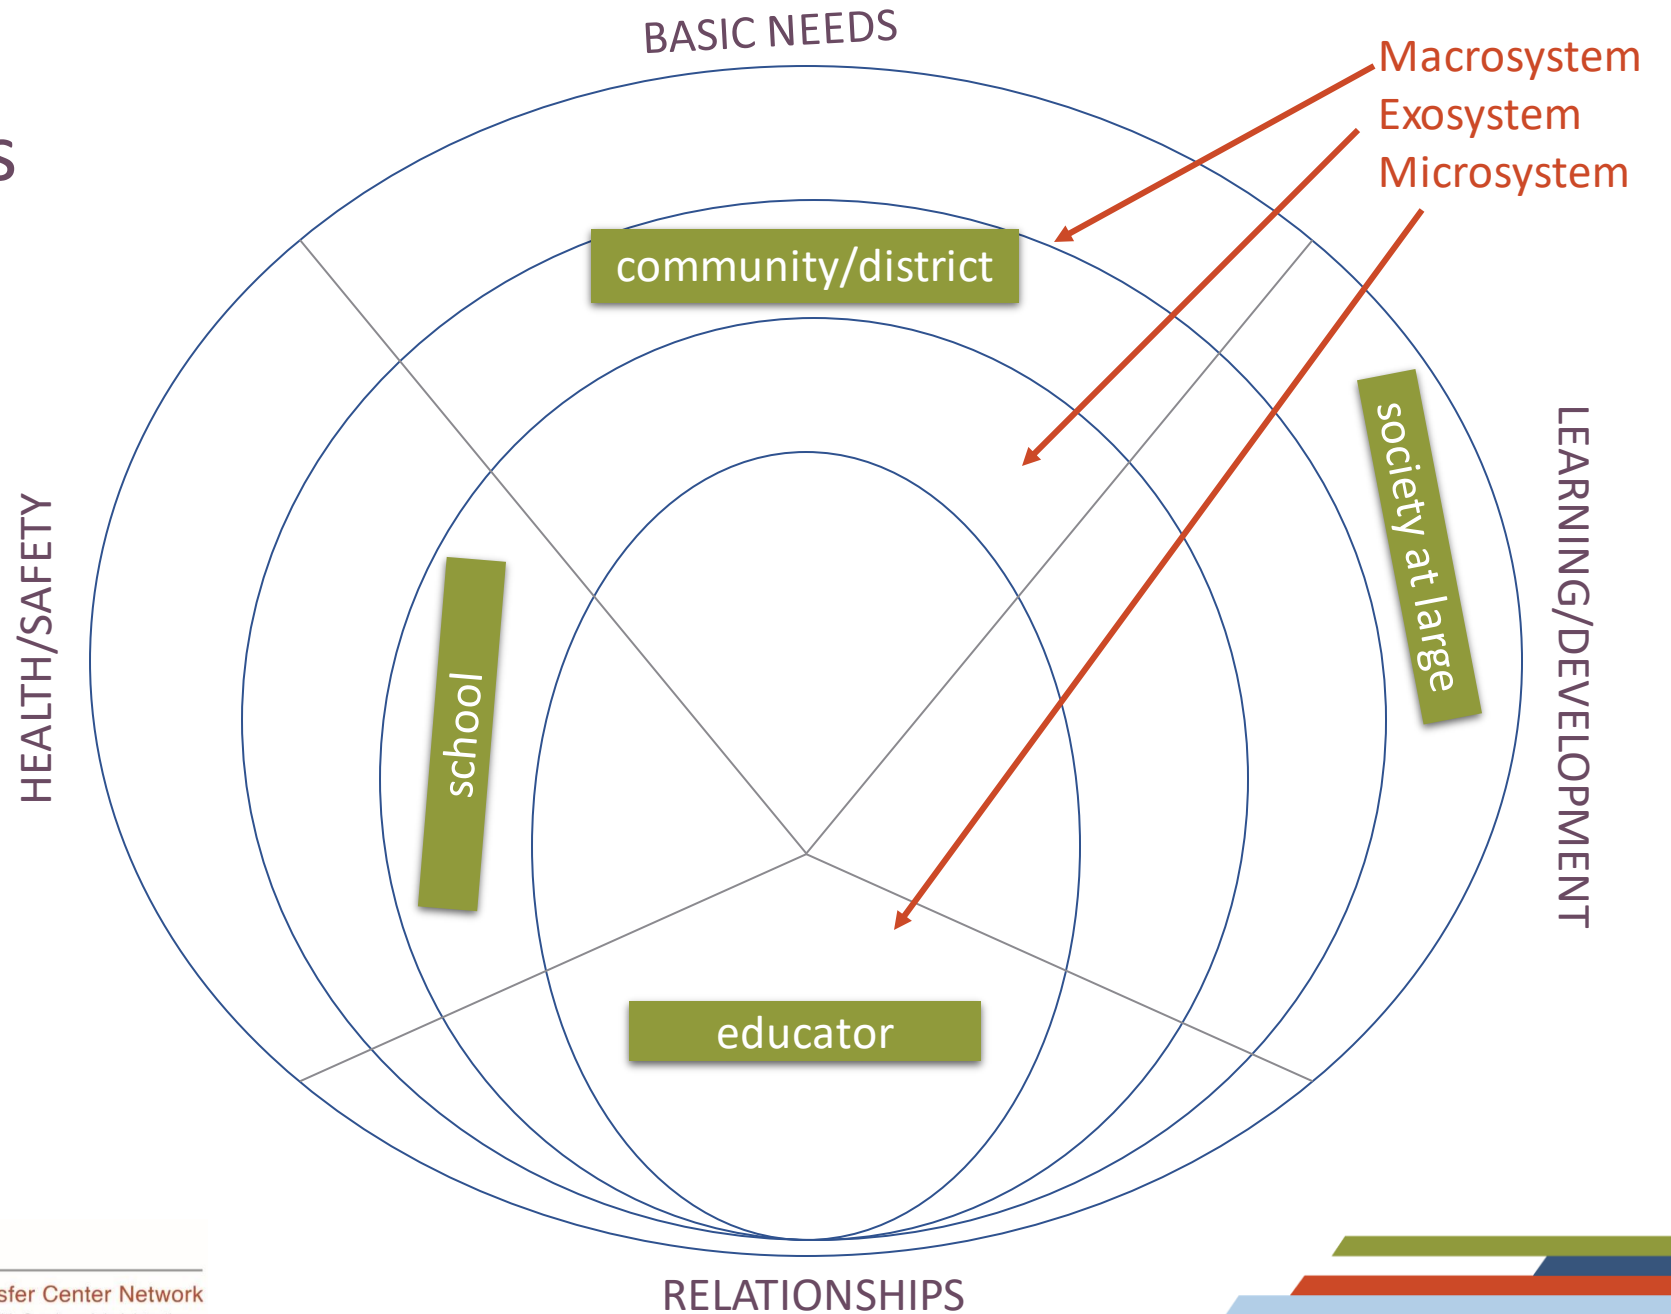 BASIC NEEDS
Macrosystem
Exosystem
Microsystem
s
community/district
society at large
LEARNING/DEVELOPMENT
HEALTH/SAFETY
school
educator
RELATIONSHIPS
sfer Center Network